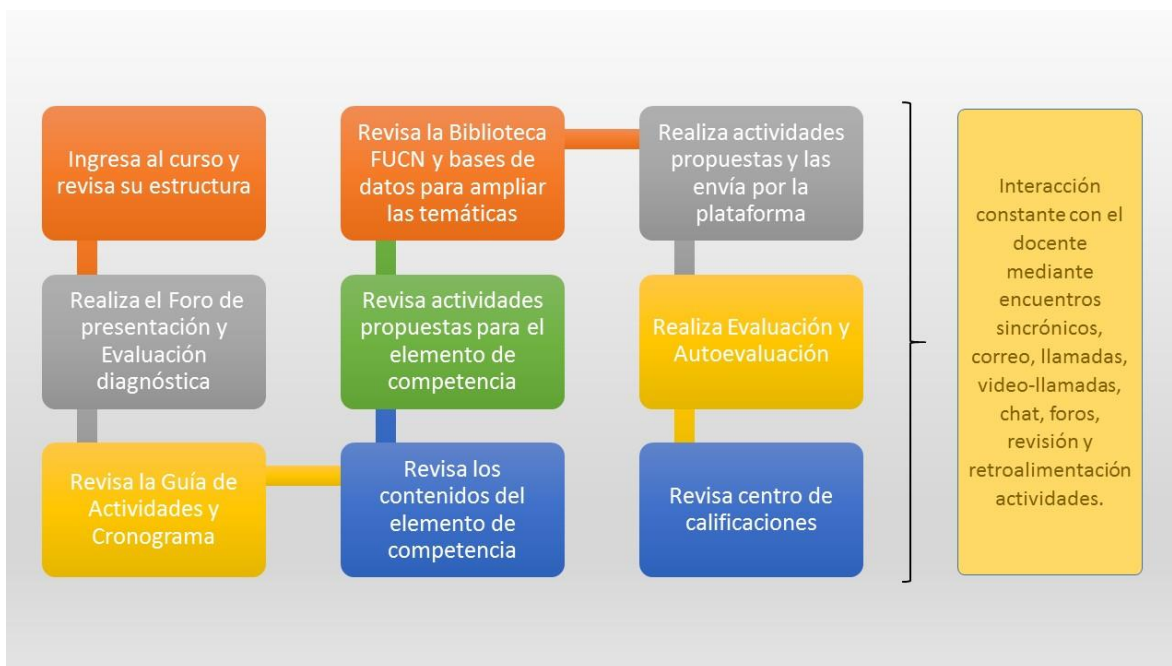 Ingresa al curso y
revisa su estructura
Realiza el Foro de
presentación y
Evaluación
diagnóstica
Revisa la Guía de
Actividades y
Cronograma
Revisa los
contenidos del
elemento de
competencia
Revisa actividades
propuestas para el
elemento de
competencia
Revisa la Biblioteca
FUCN y bases de
datos para ampliar
las temáticas
Realiza actividades
propuestas y las
envía por la
plataforma
Realiza Evaluación y
Autoevaluación
Revisa centro de
calificaciones
Interacción
constante con el
docente
mediante
encuentros
sincrónicos,
correo, llamadas,
video-llamadas,
chat, foros,
revisión y
retroalimentación
actividades.